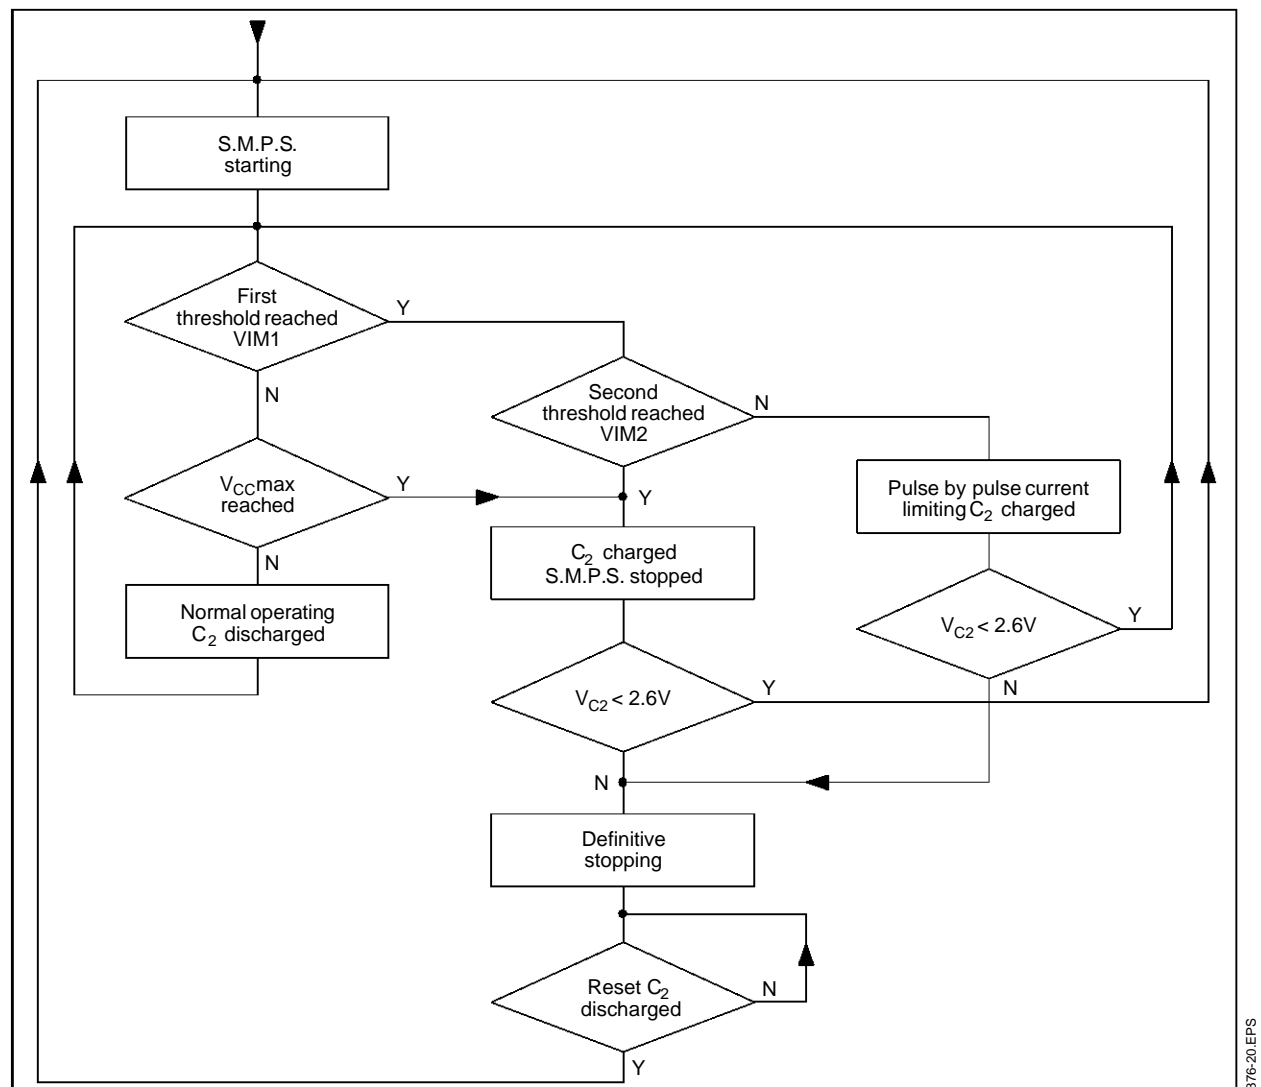 S.M.P.S.
starting
First
threshold reached
VIM1
Y
N
Second
threshold reached
VIM2
N
Y
VCC max
reached
Y
N
Pulse by pulse current
limiting C2 charged
C2 charged
S.M.P.S. stopped
Normal operating
C2 discharged
VC2 < 2.6V
Y
N
VC2 < 2.6V
Y
N
Definitive
stopping
Reset C2
discharged
N
Y
376-20.EPS